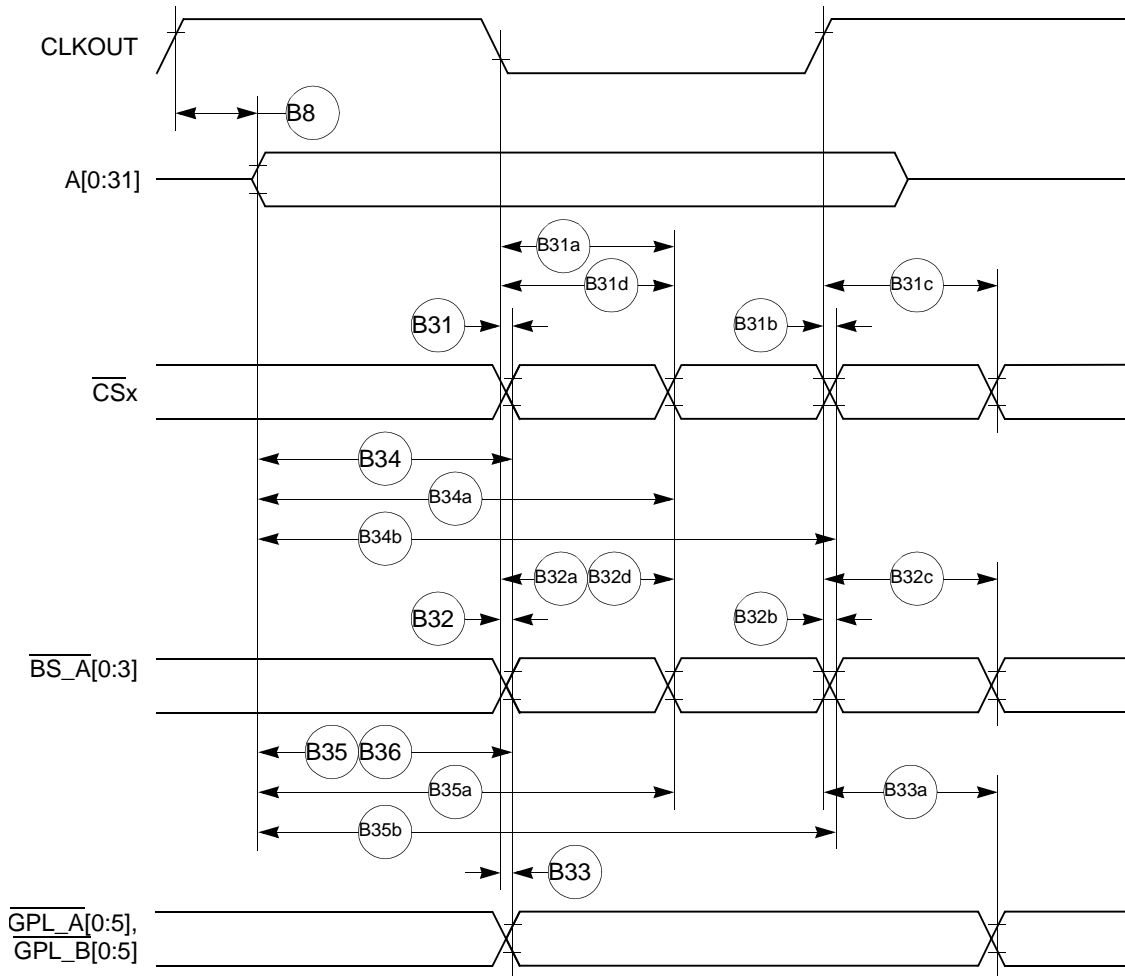 CLKOUT
B8
A[0:31]
B31a
B31d
B31c
B31
B31b
CSx
B34
B34a
B34b
B32a B32d
B32c
B32
B32b
BS_A[0:3]
B35 B36
B35a
B33a
B35b
B33
GPL_A[0:5],
GPL_B[0:5]